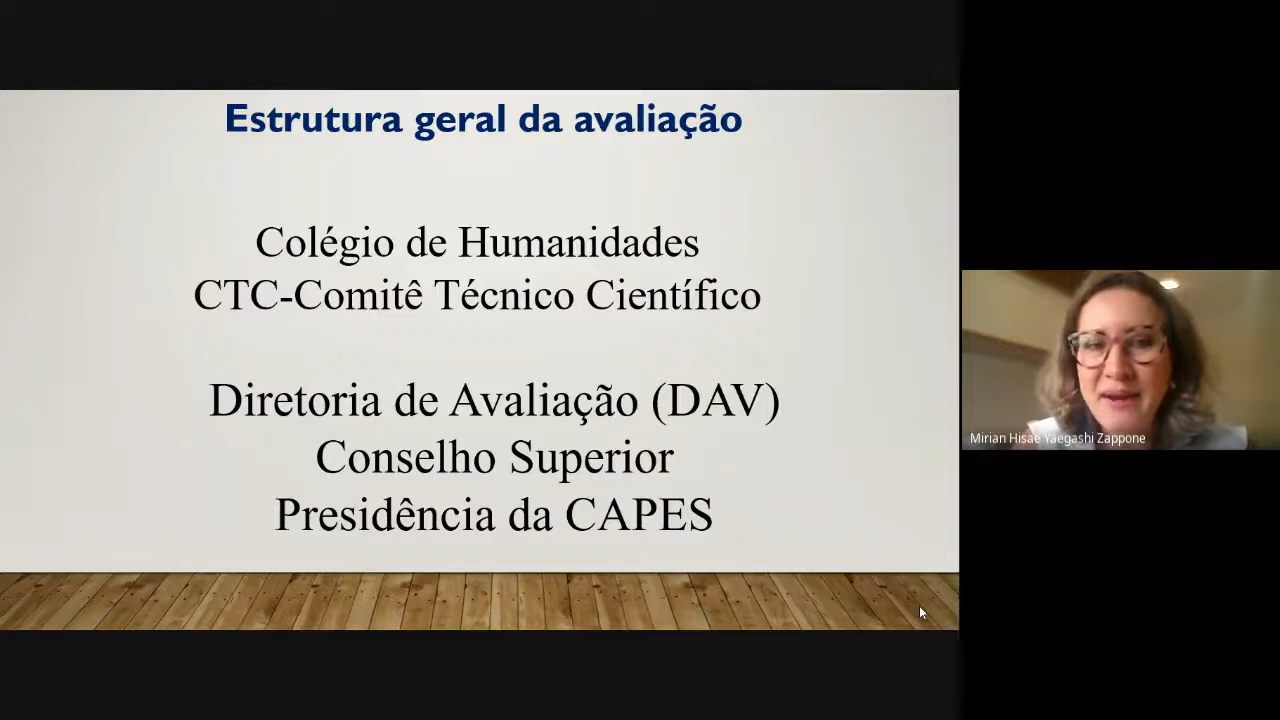 Estrutura geral da avaliação
Colégio de Humanidades
CTC-Comitê Técnico Científico
Diretoria de Avaliação (DAV)
Conselho Superior
Presidência da CAPES
Mirian Hisae Yaegashi Zappone